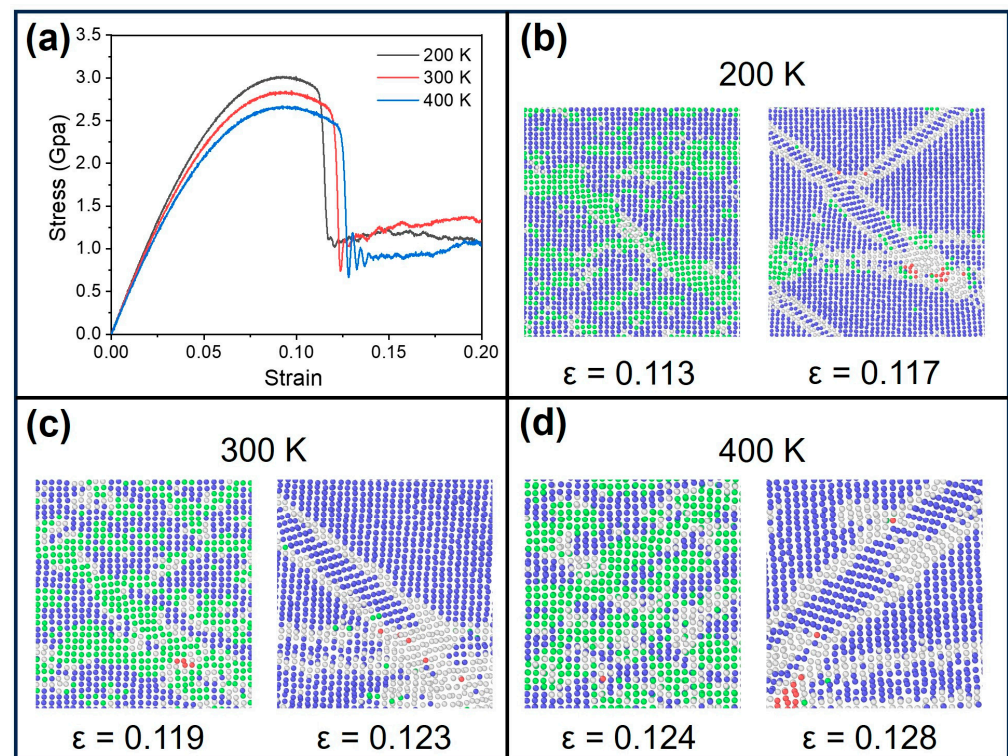 (a)
200 K
300 K
400 K
Stress (Gpa)
3.5
3.0
2.5
2.0
1.5
1.0
0.5
0.0
0.00 0.05 0.10 0.15 0.20
Strain
(b)
200 K
ε = 0.113 ε = 0.117
(c)
300 K
ε = 0.119 ε = 0.123
(d)
400 K
ε = 0.124 ε = 0.128